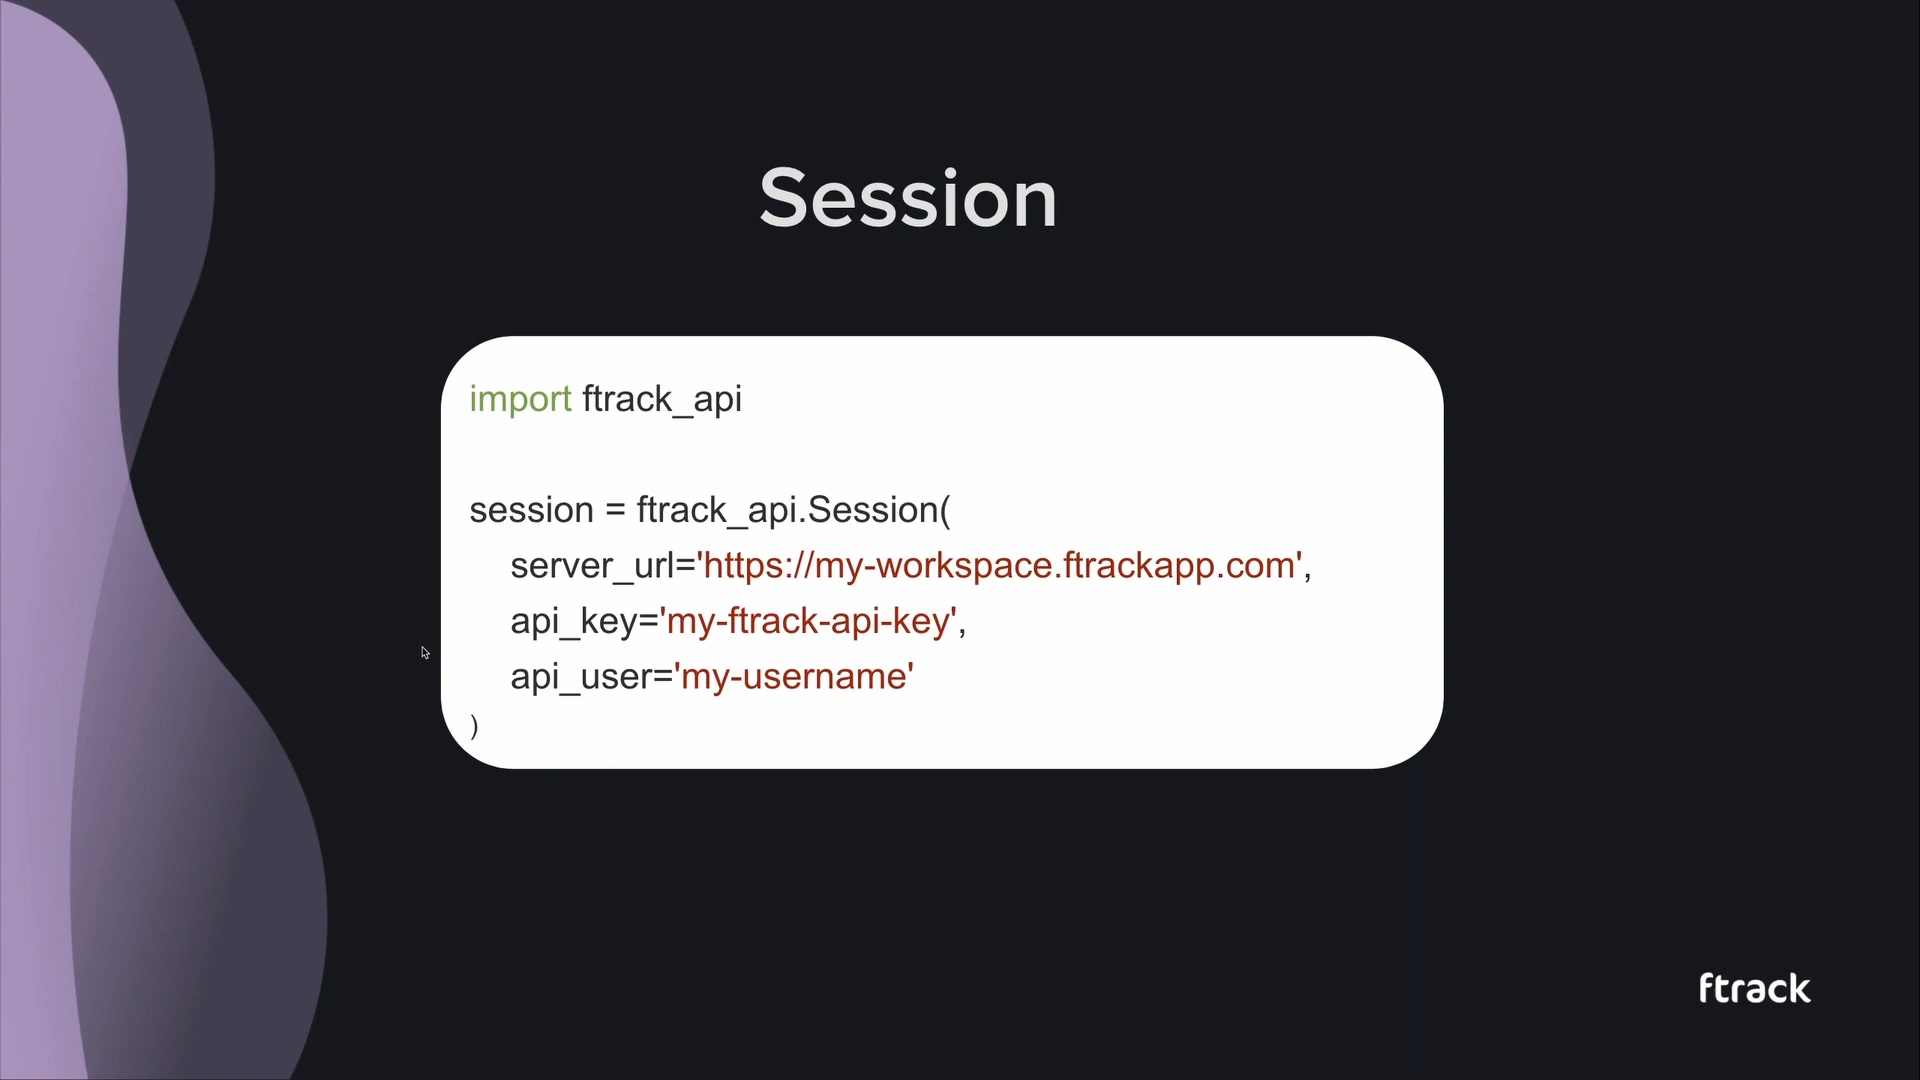 Session
import ftrack_api
session = ftrack_api.Session(
server_url='https://my-workspace.ftrackapp.com',
api_key='my-ftrack-api-key',
api_user='my-username'
)
ftrack